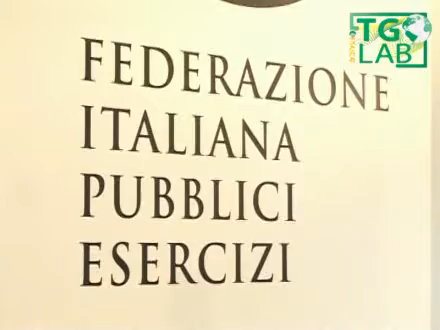 FEDERAZIONE
ITALIANA
PUBBLICI
ESERCIZI
TG
LAB